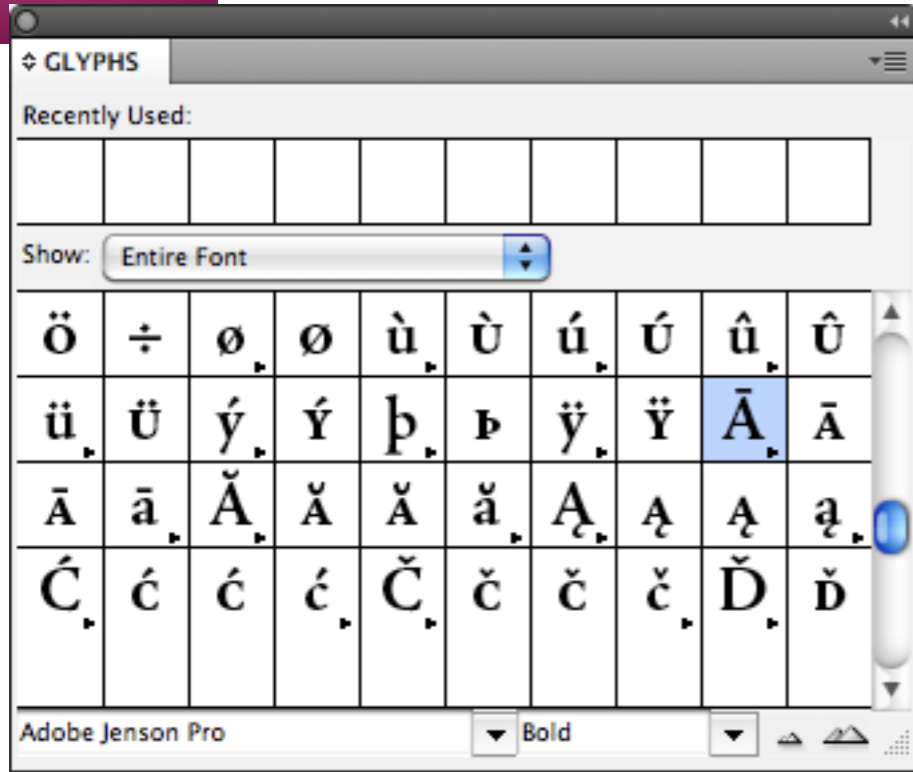 GLYPHS
Recently Used:
Show: Entire Font
ö ÷ ø Ø ù Ù ú Ú û Û
ü Ü ý Ý þ Þ ÿ Ÿ Ā Ā
Ā ā Ă Ă Ă ă Ą Ą Ą ą
Ć Ć Ć ć Č Č Č č Ď Ď
Adobe Jenson Pro Bold